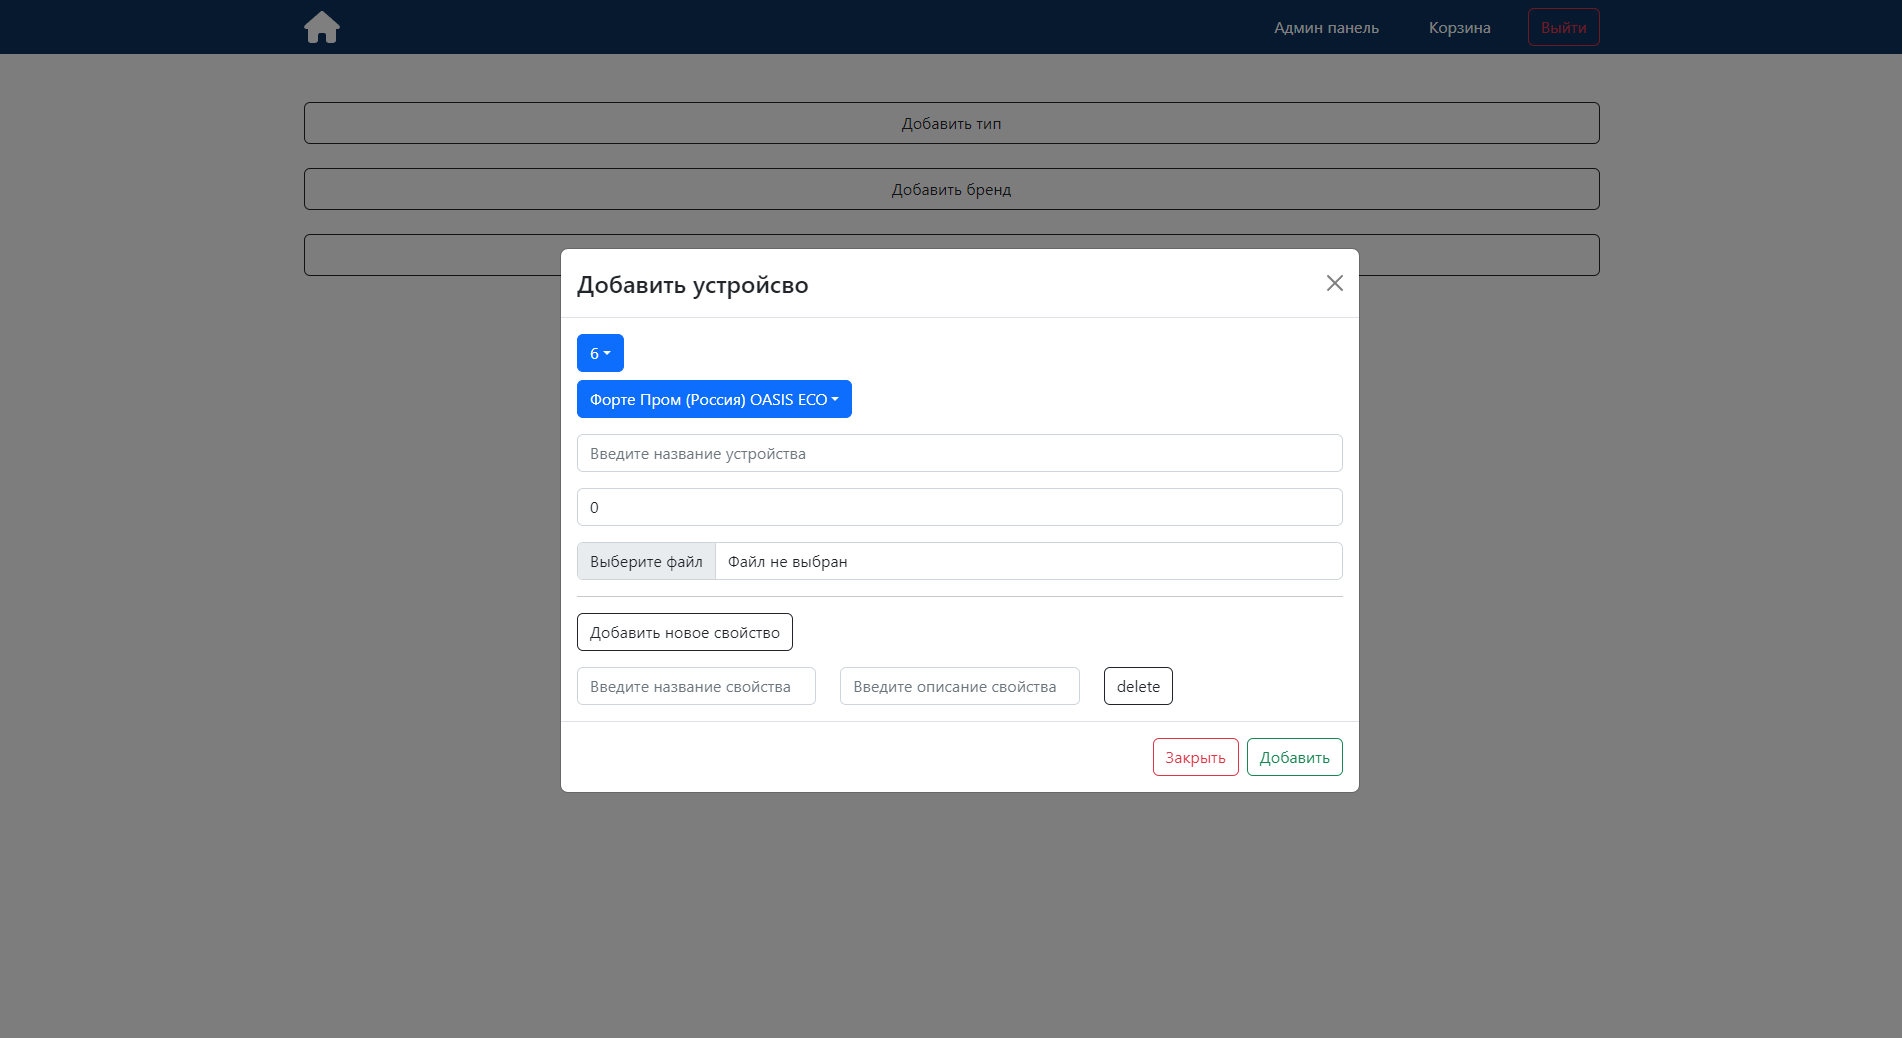 Админ панель
Корзина
Выйти
Добавить тип
Добавить бренд
Добавить устройсво
6
Форте Пром (Россия) OASIS ECO
Введите название устройства
0
Выберите файл Файл не выбран
Добавить новое свойство
Введите название свойства Введите описание свойства delete
Закрыть Добавить